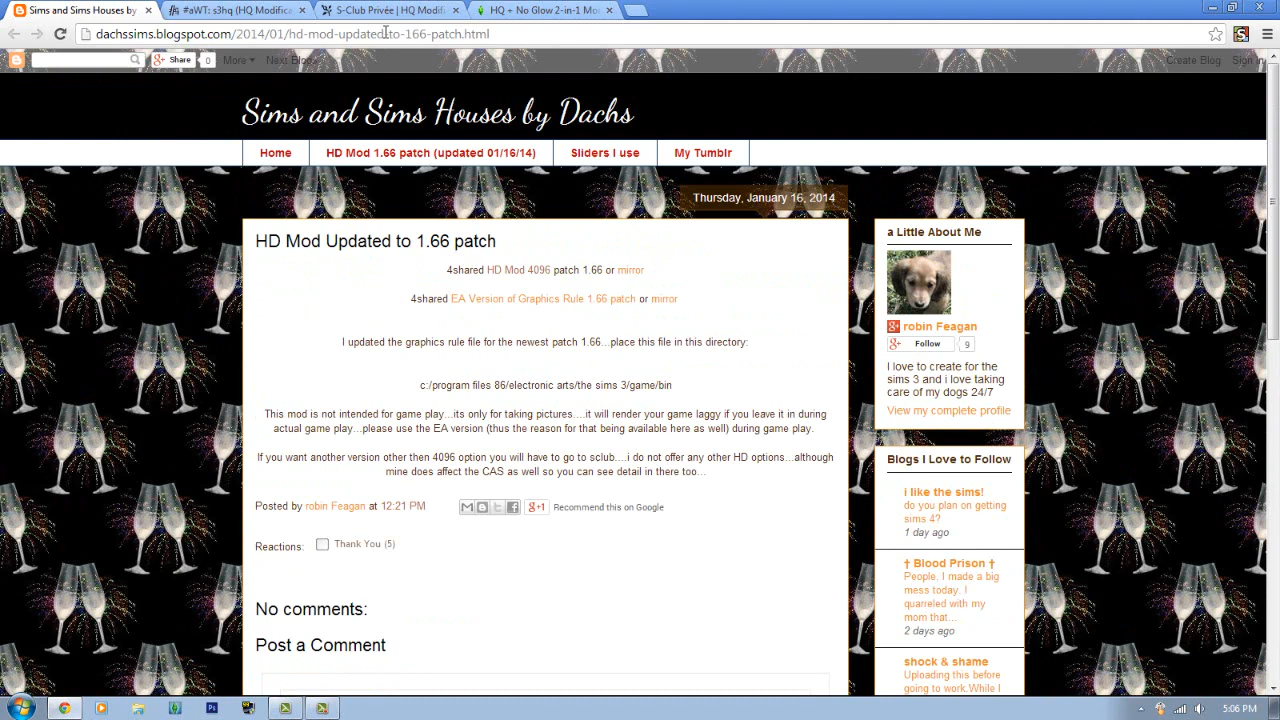 Sims and Sims Houses by
#aWT: s3hq (HQ Modifica
S-Club Privée | HQ Modifi
HQ + No Glow 2-in-1 Mo
dachssims.blogspot.com/2014/01/hd-mod-updated-to-166-patch.html
Share 0 More Next Blog» Create Blog Sign In
Sims and Sims Houses by Dachs
Home HD Mod 1.66 patch (updated 01/16/14) Sliders I use My Tumblr
Thursday, January 16, 2014
HD Mod Updated to 1.66 patch
4shared HD Mod 4096 patch 1.66 or mirror
4shared EA Version of Graphics Rule 1.66 patch or mirror
I updated the graphics rule file for the newest patch 1.66...place this file in this directory:
c:/program files 86/electronic arts/the sims 3/game/bin
This mod is not intended for game play...its only for taking pictures....it will render your game laggy if you leave it in during
actual game play...please use the EA version (thus the reason for that being available here as well) during game play.
If you want another version other then 4096 option you will have to go to sclub....i do not offer any other HD options...although
mine does affect the CAS as well so you can see detail in there too...
Posted by robin Feagan at 12:21 PM
g+1 Recommend this on Google
Reactions: Thank You (5)
No comments:
Post a Comment
a Little About Me
robin Feagan
Follow 9
I love to create for the
sims 3 and i love taking
care of my dogs 24/7
View my complete profile
Blogs I Love to Follow
i like the sims!
do you plan on getting
sims 4?
1 day ago
† Blood Prison †
People, I made a big
mess today. I
quarreled with my
mom that...
2 days ago
shock & shame
Uploading this before
going to work.While I
5:06 PM